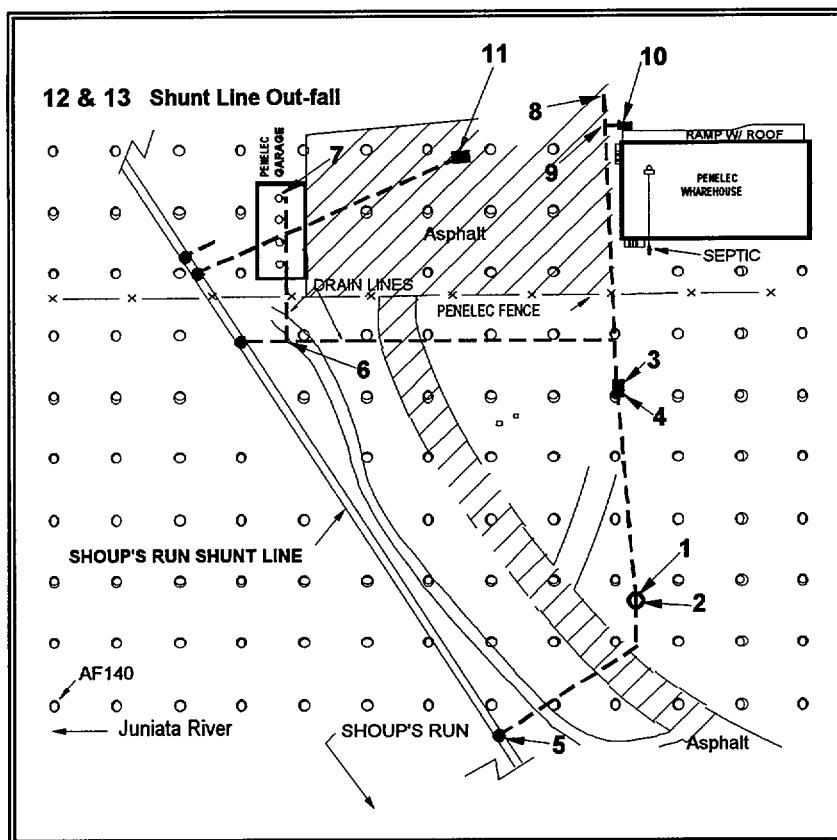 11
10
12 & 13 Shunt Line Out-fall
8
RAMP W/ ROOF
PENELEC
GARAGE
7
9
PENELEC
WHAREHOUSE
Asphalt
SEPTIC
DRAIN LINES
PENELEC FENCE
6
3
4
SHOUP'S RUN SHUNT LINE
1
2
AF140
Juniata River
SHOUP'S RUN
5
Asphalt